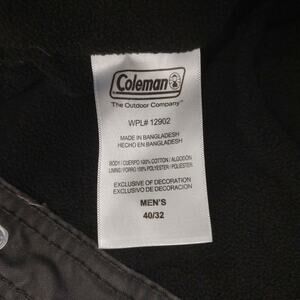 Coleman
The Outdoor Company
WPL# 12902
MADE IN BANGLADESH
HECHO EN BANGLADESH
BODY / CUERPO 100% COTTON / ALGODON
LINING / FORRO 100% POLYESTER / POLIESTER
EXCLUSIVE OF DECORATION
EXCLUSIVO DE DECORACION
MEN'S
40/32